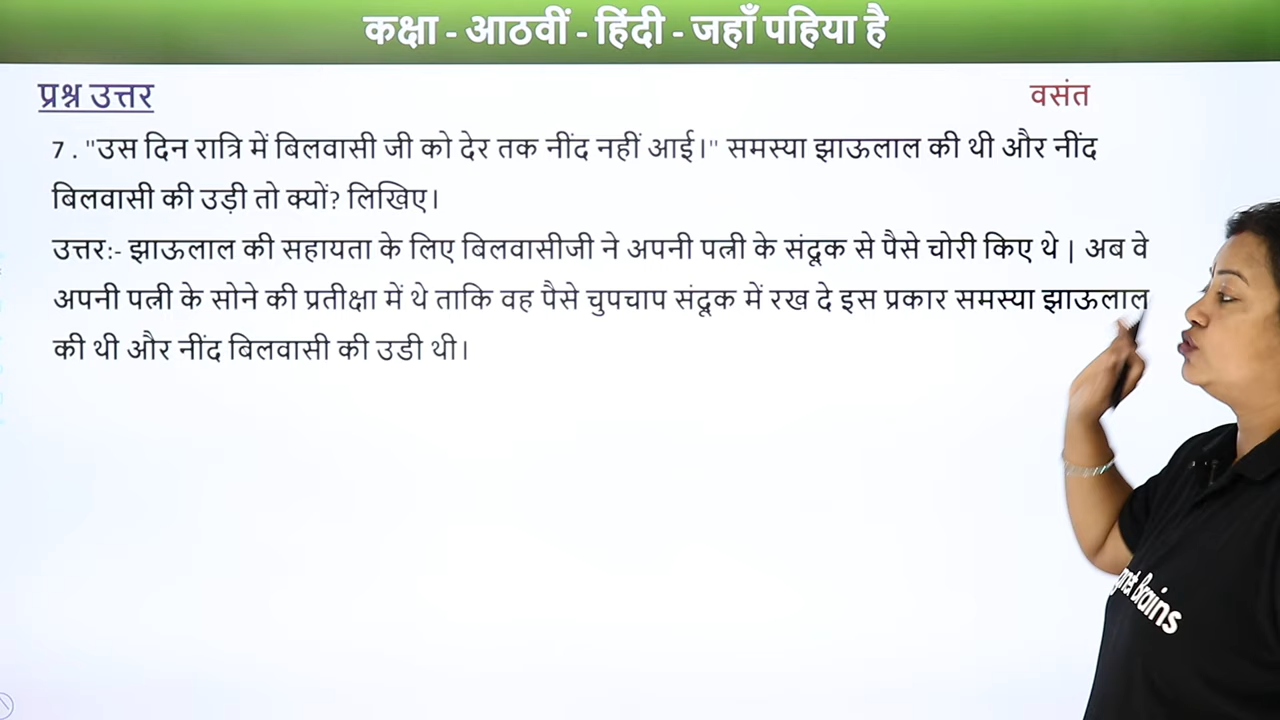 कक्षा - आठवीं - हिंदी - जहाँ पहिया है
प्रश्न उत्तर
वसंत
7 . "उस दिन रात्रि में बिलवासी जी को देर तक नींद नहीं आई।" समस्या झाऊलाल की थी और नींद
बिलवासी की उड़ी तो क्यों? लिखिए।
उत्तर:- झाऊलाल की सहायता के लिए बिलवासीजी ने अपनी पत्नी के संदूक से पैसे चोरी किए थे | अब वे
अपनी पत्नी के सोने की प्रतीक्षा में थे ताकि वह पैसे चुपचाप संदूक में रख दे इस प्रकार समस्या झाऊलाल
की थी और नींद बिलवासी की उडी थी।
Brains